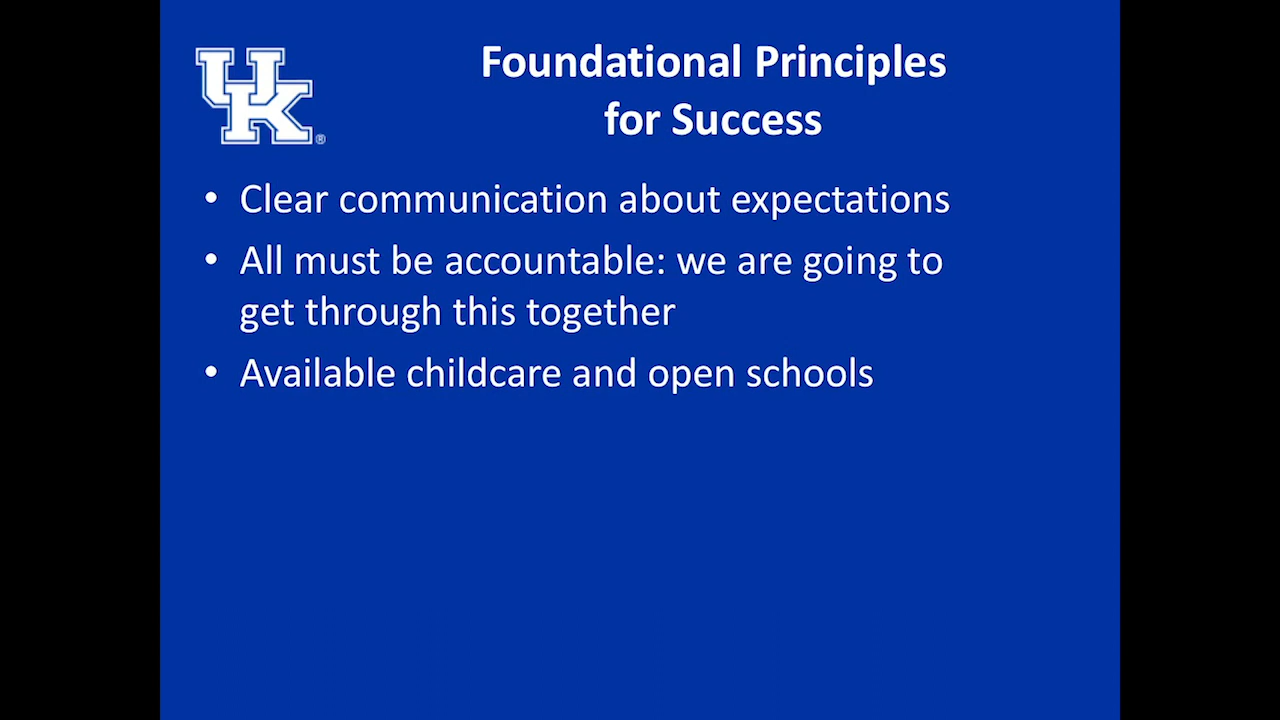 UK®
Foundational Principles
for Success
• Clear communication about expectations
• All must be accountable: we are going to
get through this together
• Available childcare and open schools